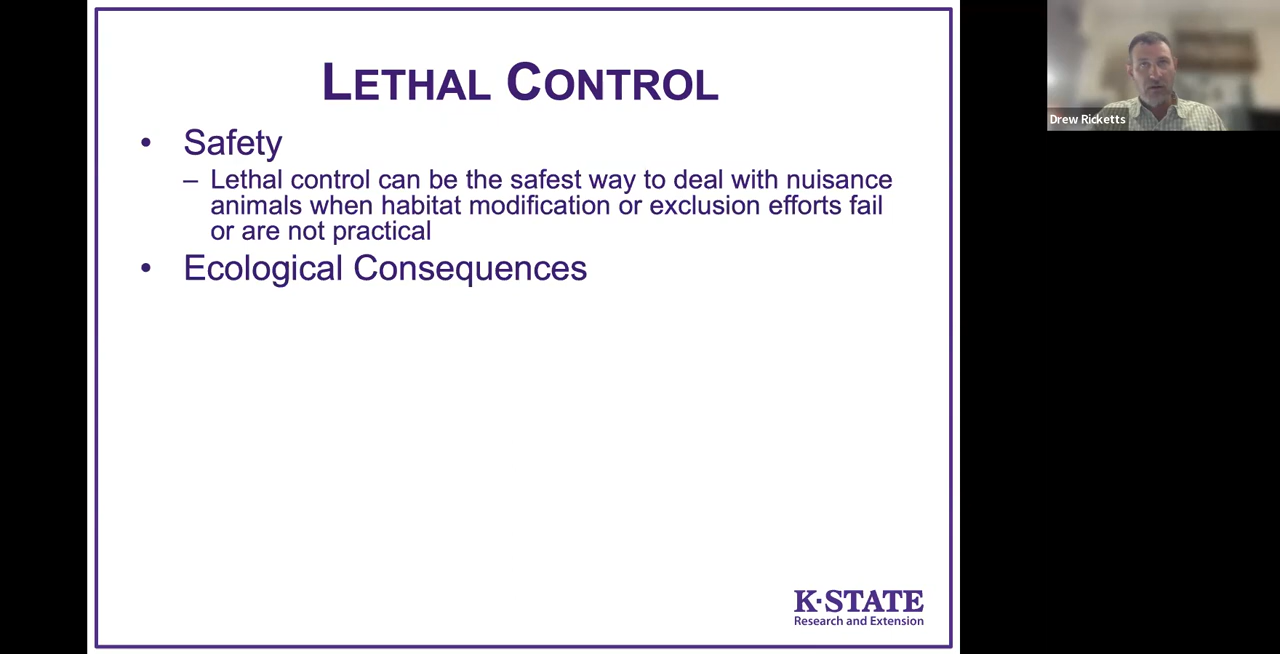 LETHAL CONTROL
• Safety
– Lethal control can be the safest way to deal with nuisance
animals when habitat modification or exclusion efforts fail
or are not practical
• Ecological Consequences
K·STATE
Research and Extension
Drew Ricketts